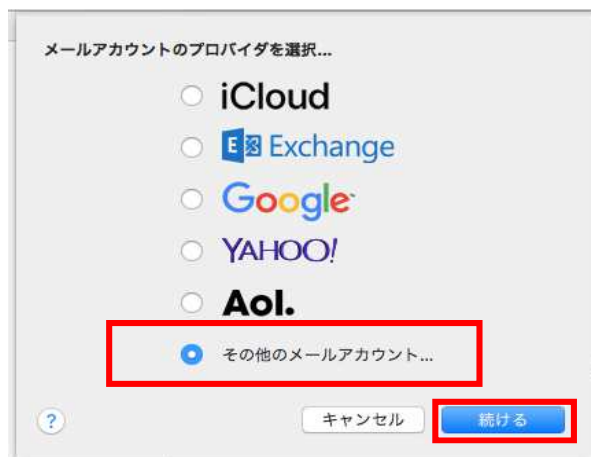 メールアカウントのプロバイダを選択...
iCloud
E Exchange
Google
YAHOO!
Aol.
その他のメールアカウント...
? キャンセル 続ける